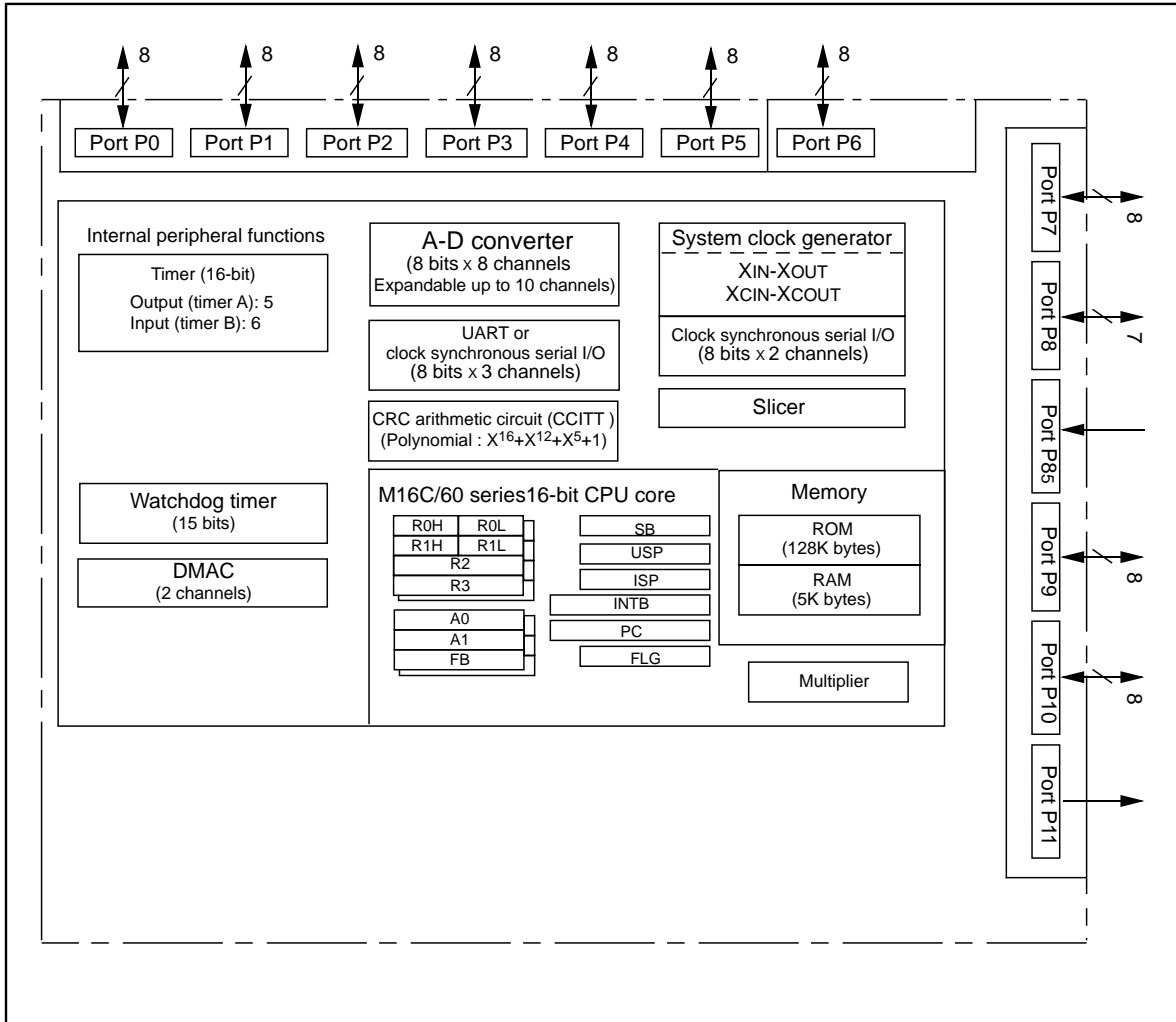 8 8 8 8 8 8 8
Port P0 Port P1 Port P2 Port P3 Port P4 Port P5 Port P6
Internal peripheral functions
Timer (16-bit)
Output (timer A): 5
Input (timer B): 6
Watchdog timer
(15 bits)
DMAC
(2 channels)
A-D converter
(8 bits x 8 channels
Expandable up to 10 channels)
UART or
clock synchronous serial I/O
(8 bits x 3 channels)
CRC arithmetic circuit (CCITT )
(Polynomial : X16+X12+X5+1)
System clock generator
XIN-XOUT
XCIN-XCOUT
Clock synchronous serial I/O
(8 bits x 2 channels)
Slicer
M16C/60 series16-bit CPU core
R0H R0L
R1H R1L
R2
R3
A0
A1
FB
SB
USP
ISP
INTB
PC
FLG
Memory
ROM
(128K bytes)
RAM
(5K bytes)
Multiplier
Port P7
8
Port P8
7
Port P85
Port P9
8
Port P10
8
Port P11